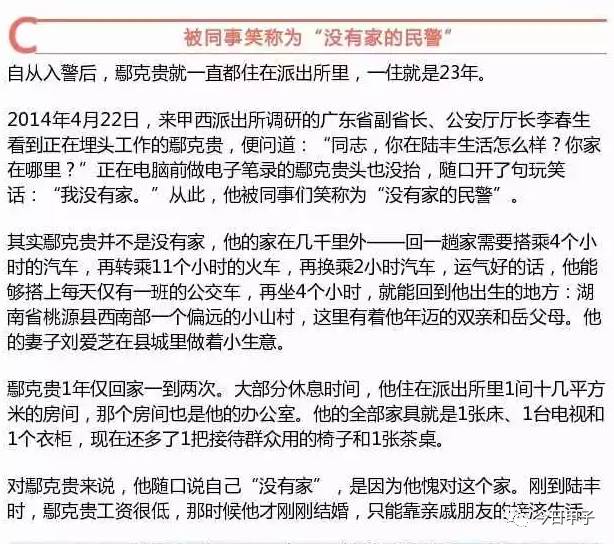 被同事笑称为“没有家的民警”
自从入警后，鄢克贵就一直都住在派出所里，一住就是23年。
2014年4月22日，来甲西派出所调研的广东省副省长、公安厅厅长李春生
看到正在埋头工作的鄢克贵，便问道：“同志，你在陆丰生活怎么样？你家
在哪里？”正在电脑前做电子笔录的鄢克贵头也没抬，随口开了句玩笑
话：“我没有家。”从此，他被同事们笑称为“没有家的民警”。
其实鄢克贵并不是没有家，他的家在几千里外——回一趟家需要搭乘4个小
时的汽车，再转乘11个小时的火车，再换乘2小时汽车，运气好的话，他能
够搭上每天仅有一班的公交车，再坐4个小时，就能回到他出生的地方：湖
南省桃源县西南部一个偏远的小山村，这里有着他年迈的双亲和岳父母。他
的妻子刘爱芝在县城里做着小生意。
鄢克贵1年仅回家一到两次。大部分休息时间，他住在派出所里1间十几平方
米的房间，那个房间也是他的办公室。他的全部家具就是1张床、1台电视和
1个衣柜，现在还多了1把接待群众用的椅子和1张茶桌。
对鄢克贵来说，他随口说自己“没有家”，是因为他愧对这个家。刚到陆丰
时，鄢克贵工资很低，那时候他才刚刚结婚，只能靠亲戚朋友的接济生活
今日甲子